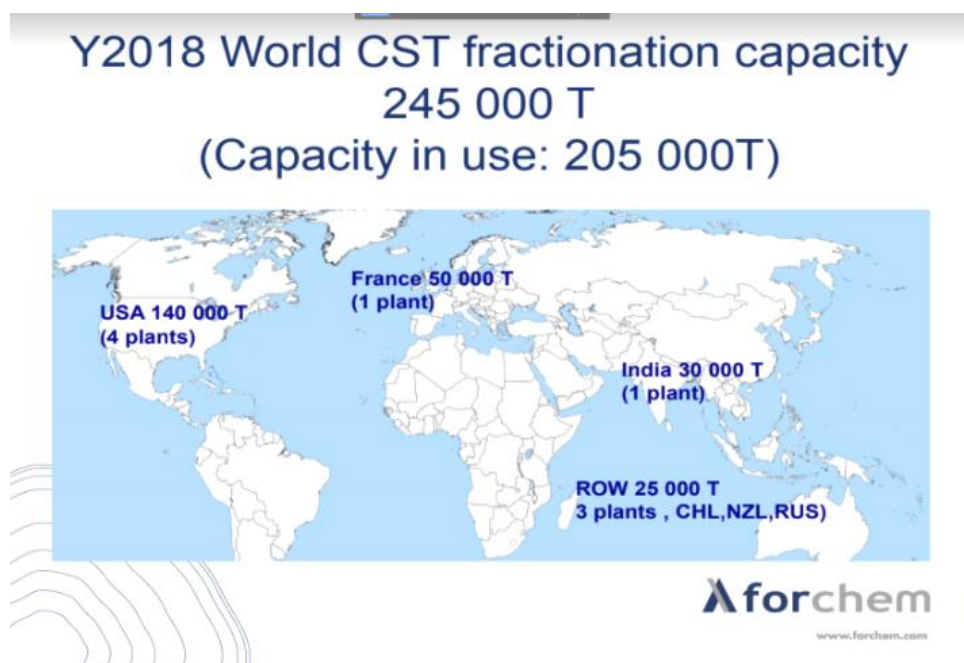 Y2018 World CST fractionation capacity
245 000 T
(Capacity in use: 205 000T)
France 50 000 T
(1 plant)
USA 140 000 T
(4 plants)
India 30 000 T
(1 plant)
ROW 25 000 T
3 plants , CHL,NZL,RUS)
forchem
www.forchem.com